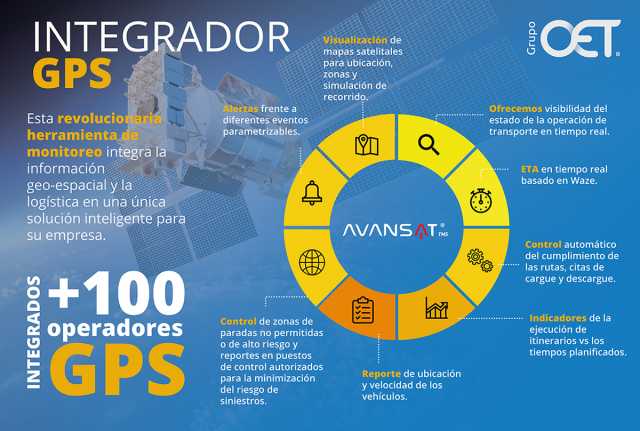 INTEGRADOR
GPS
Esta revolucionaria
herramienta de
monitoreo integra la
información
geo-espacial y la
logística en una única
solución inteligente para
su empresa.
INTEGRADOS
+100
operadores
GPS
Grupo
OET®
Visualización de
mapas satelitales
para ubicación,
zonas y
simulación de
recorrido.
Alertas frente a
diferentes eventos
parametrizables.
Ofrecemos visibilidad del
estado de la operación de
transporte en tiempo real.
ETA en tiempo real
basado en Waze.
AVANSAT® TMS
Control automático
del cumplimiento de
las rutas, citas de
cargue y descargue.
Indicadores de la
ejecución de
itinerarios vs los
tiempos planificados.
Control de zonas de
paradas no permitidas
o de alto riesgo y
reportes en puestos
de control autorizados
para la minimización
del riesgo de
siniestros.
Reporte de ubicación
y velocidad de los
vehículos.